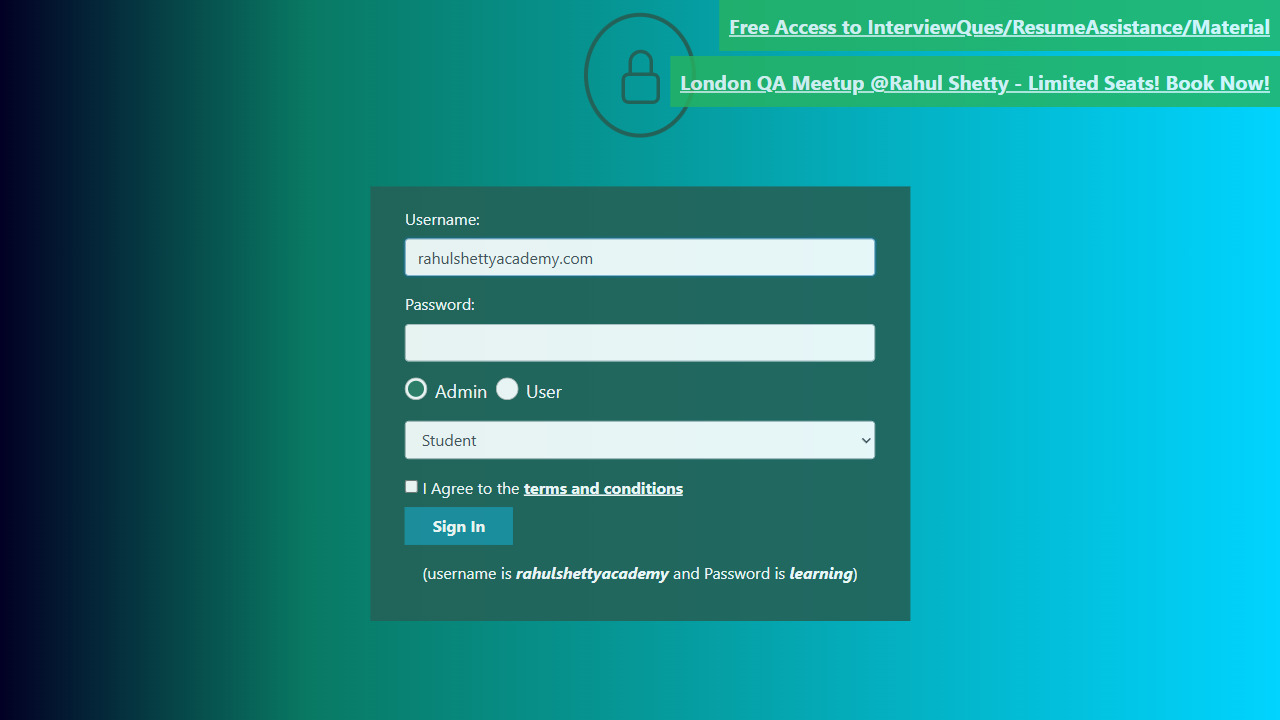 Free Access to InterviewQues/ResumeAssistance/Material
London QA Meetup @Rahul Shetty - Limited Seats! Book Now!
Username:
rahulshettyacademy.com
Password:
Admin User
Student
I Agree to the terms and conditions
Sign In
(username is rahulshettyacademy and Password is learning)